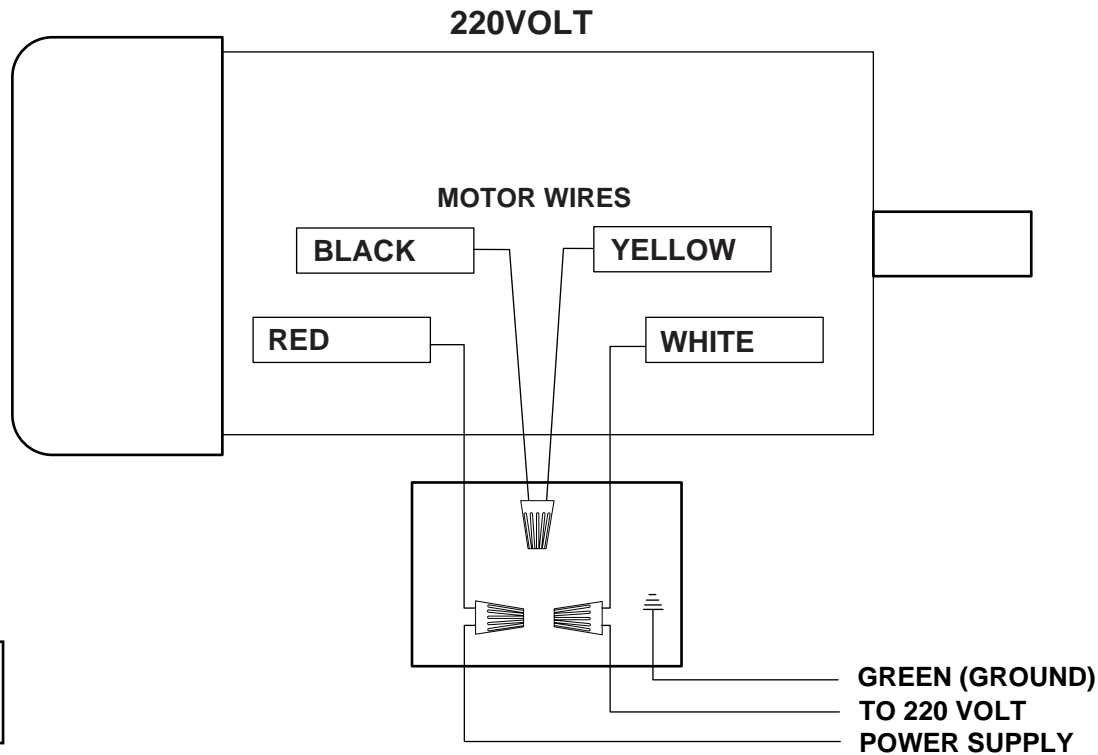 220VOLT
MOTOR WIRES
BLACK
YELLOW
RED
WHITE
GREEN (GROUND)
TO 220 VOLT
POWER SUPPLY